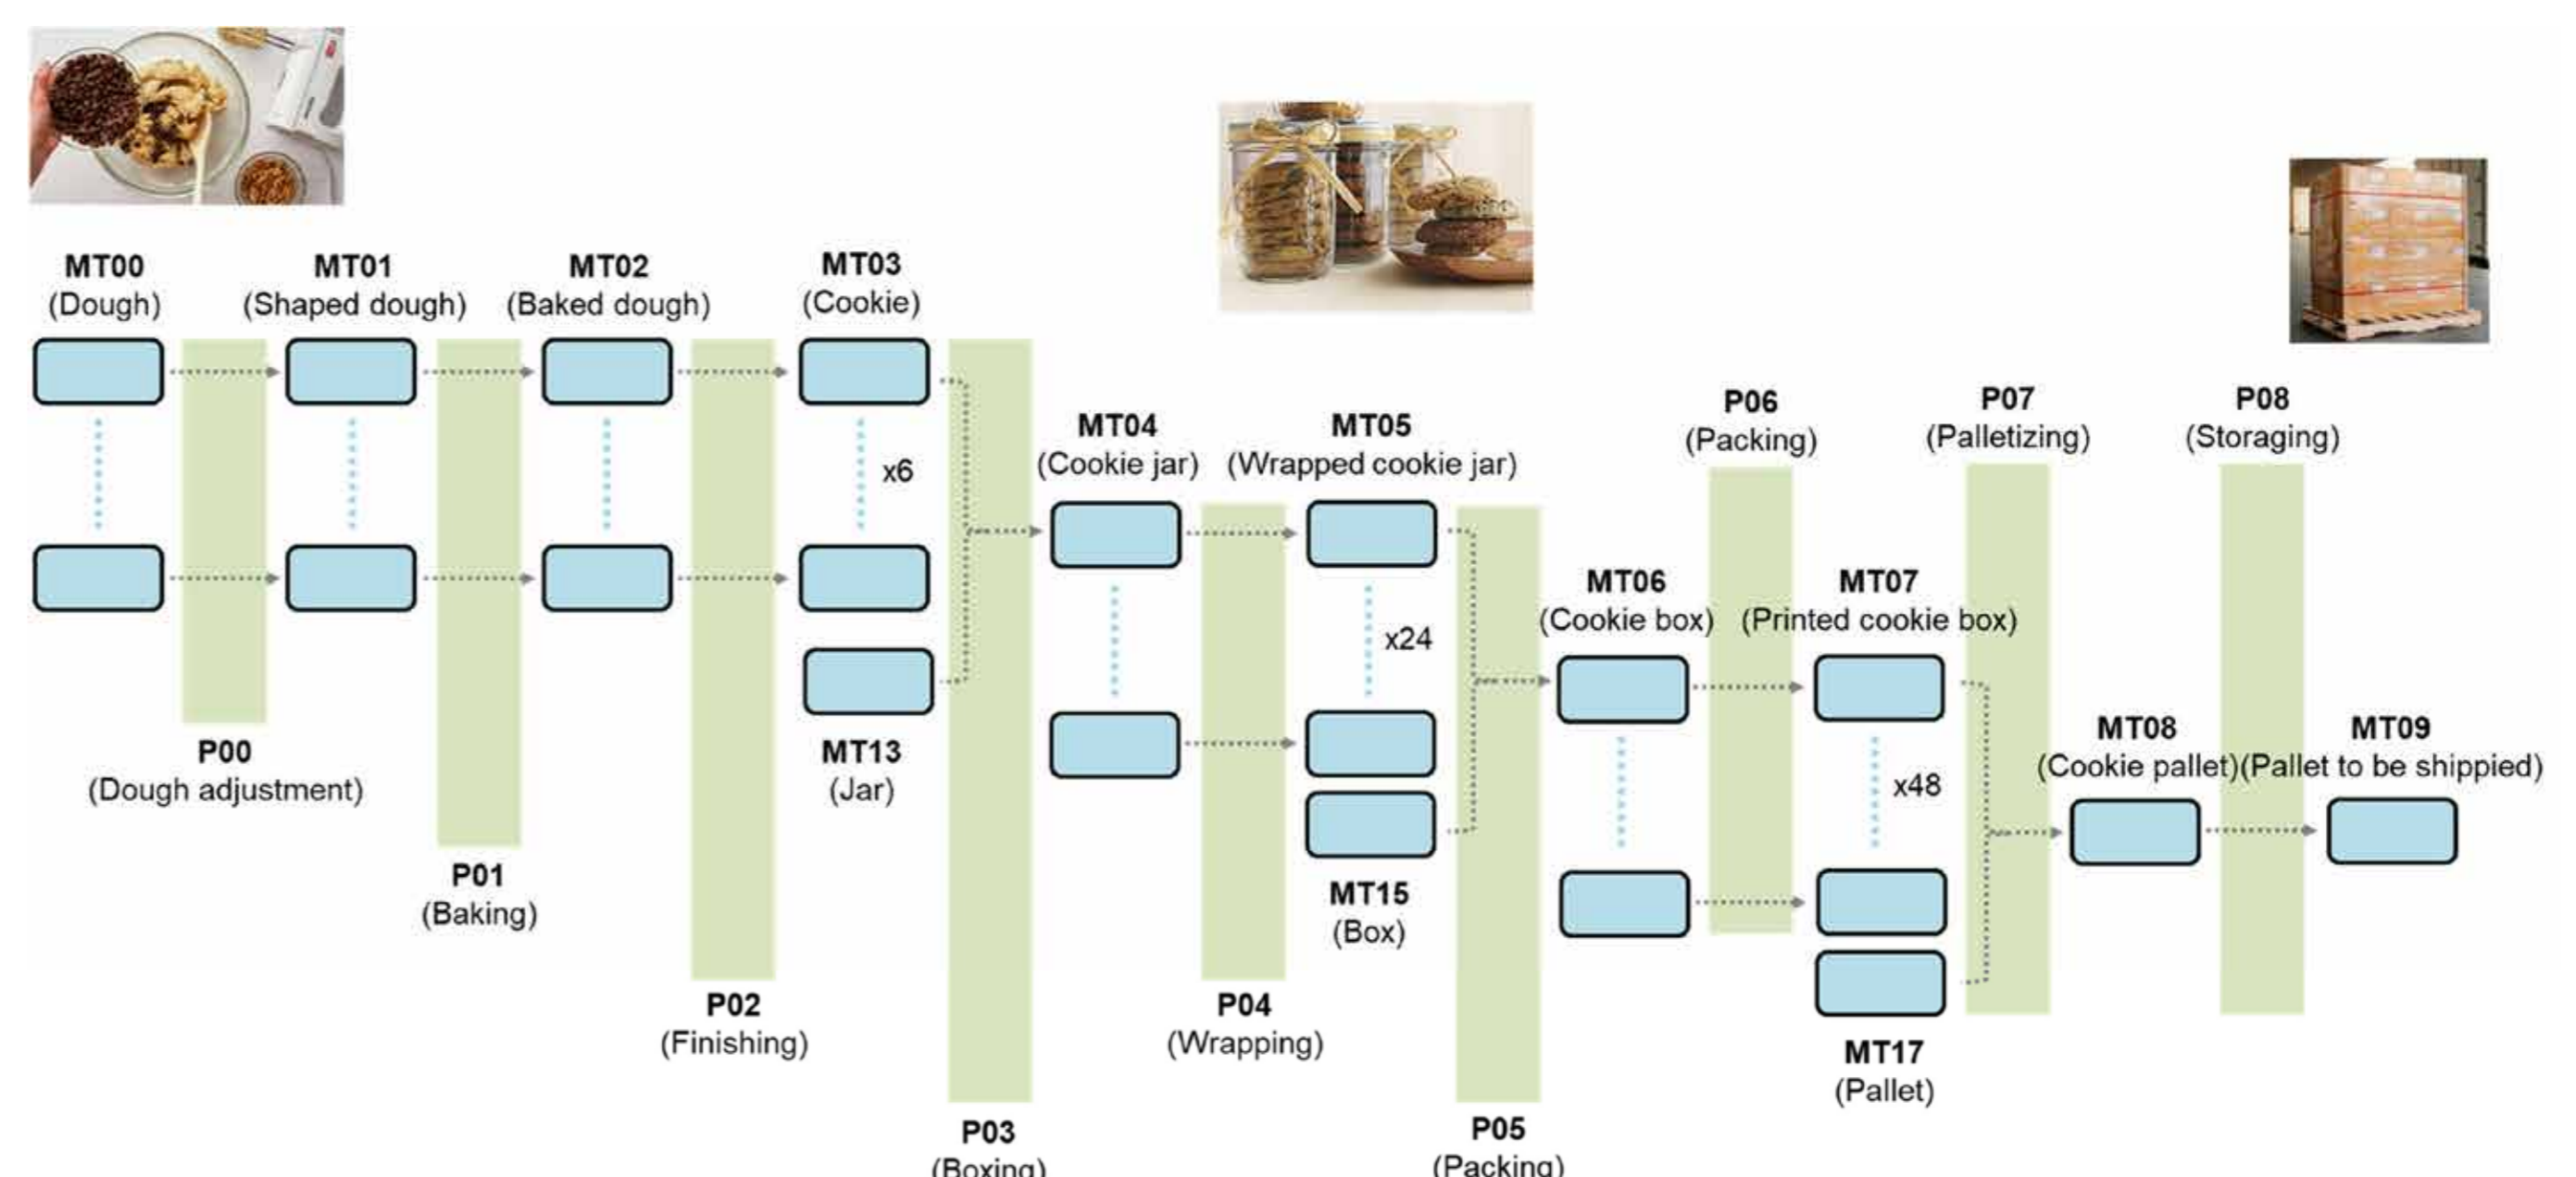 MT00
(Dough)
MT01
(Shaped dough)
MT02
(Baked dough)
MT03
(Cookie)
x6
MT13
(Jar)
P00
(Dough adjustment)
P01
(Baking)
P02
(Finishing)
P03
(Boxing)
MT04
(Cookie jar)
MT05
(Wrapped cookie jar)
x24
MT15
(Box)
P04
(Wrapping)
P05
(Packing)
P06
(Packing)
MT06
(Cookie box)
MT07
(Printed cookie box)
x48
MT17
(Pallet)
P07
(Palletizing)
P08
(Storaging)
MT08
(Cookie pallet)
MT09
(Pallet to be shippied)